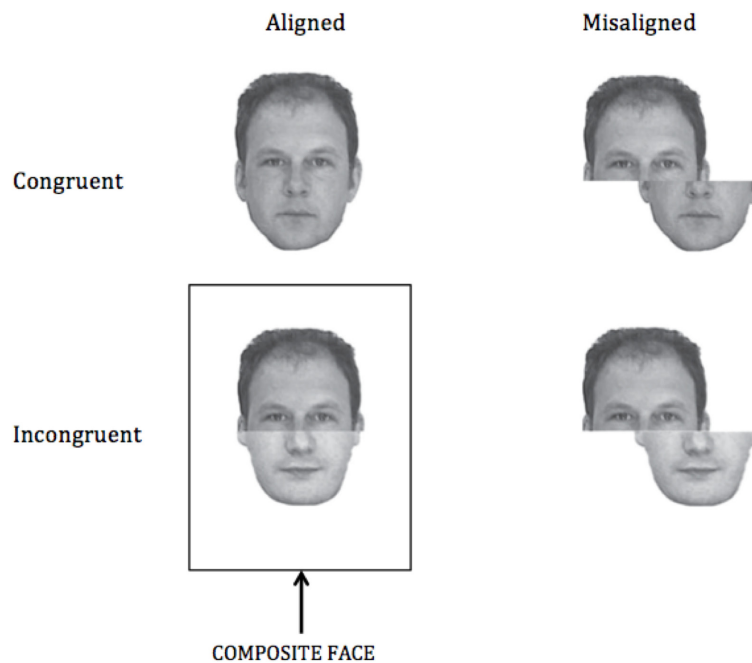 Aligned
Misaligned
Congruent
Incongruent
COMPOSITE FACE